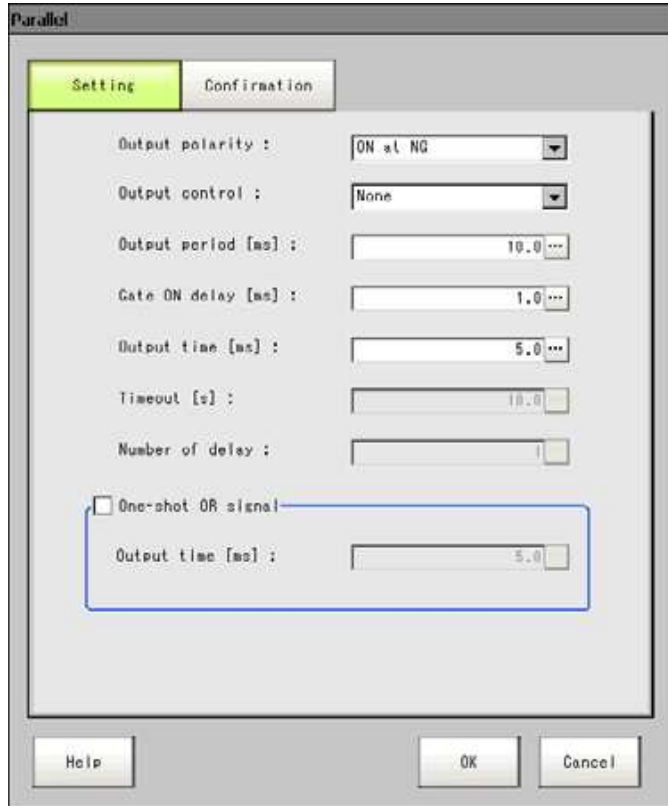 Parallel
Setting Confirmation
Output polarity : ON at NG
Output control : None
Output period [ms] : 10.0 ...
Gate ON delay [ms] : 1.0 ...
Output time [ms] : 5.0 ...
Timeout [s] : 10.0
Number of delay : 1
One-shot OR signal
Output time [ms] : 5.0
Help OK Cancel